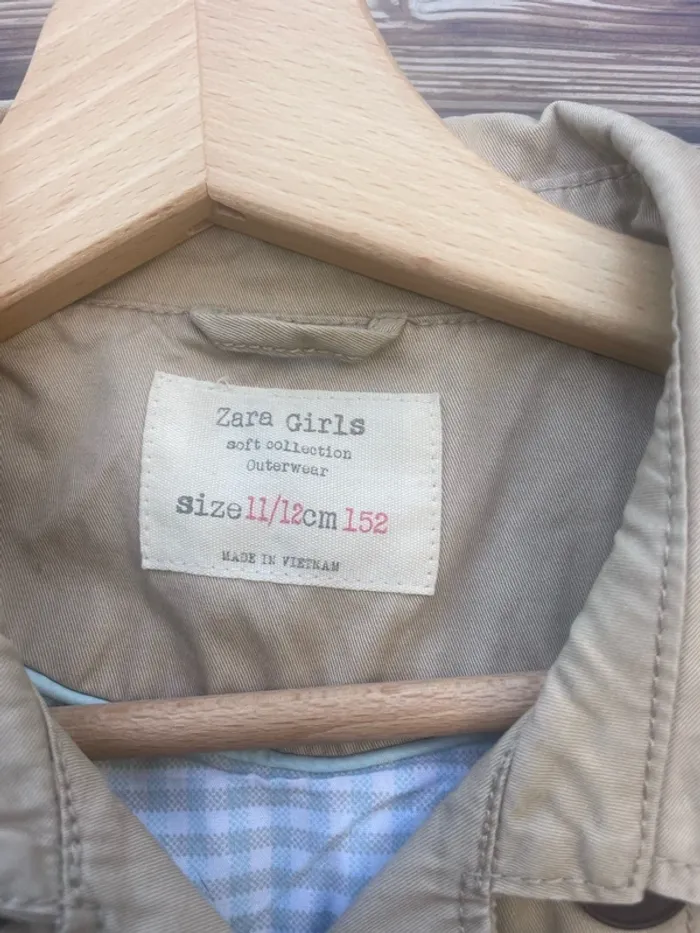 Zara Girls
soft collection
Outerwear
size 11/12 cm 152
MADE IN VIETNAM